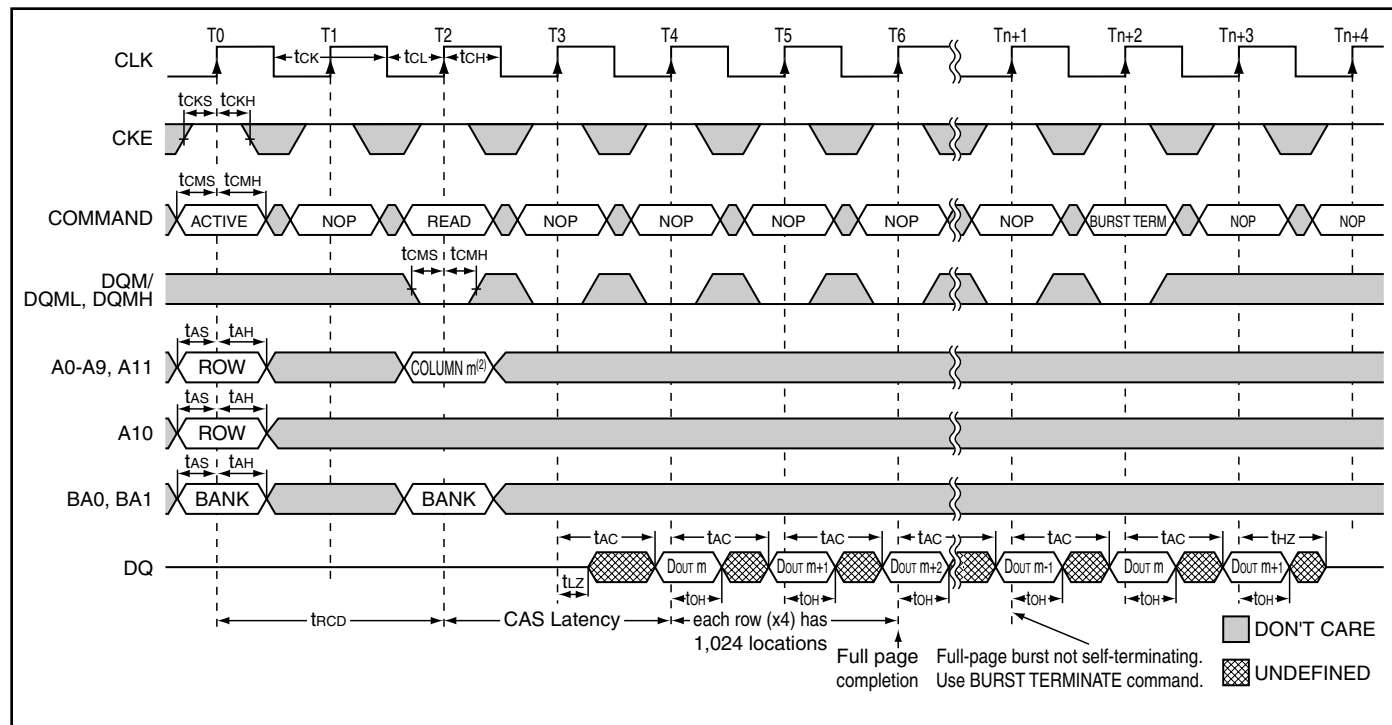 T0 T1 T2 T3 T4 T5 T6 Tn+1 Tn+2 Tn+3 Tn+4
CLK tCK tCL tCH
tCKS tCKH
CKE
tCMS tCMH
COMMAND ACTIVE NOP READ NOP NOP NOP NOP NOP BURST TERM NOP NOP
tCMS tCMH
DQM/
DQML, DQMH
tAS tAH
A0-A9, A11 ROW COLUMN m(2)
tAS tAH
A10 ROW
tAS tAH
BA0, BA1 BANK BANK
tAC tAC tAC tAC tAC tAC tHZ
DQ DOUT m DOUT m+1 DOUT m+2 DOUT m-1 DOUT m DOUT m+1
tLZ tOH tOH tOH tOH tOH tOH
tRCD CAS Latency each row (x4) has
1,024 locations
Full page
completion
Full-page burst not self-terminating.
Use BURST TERMINATE command.
DON'T CARE
UNDEFINED